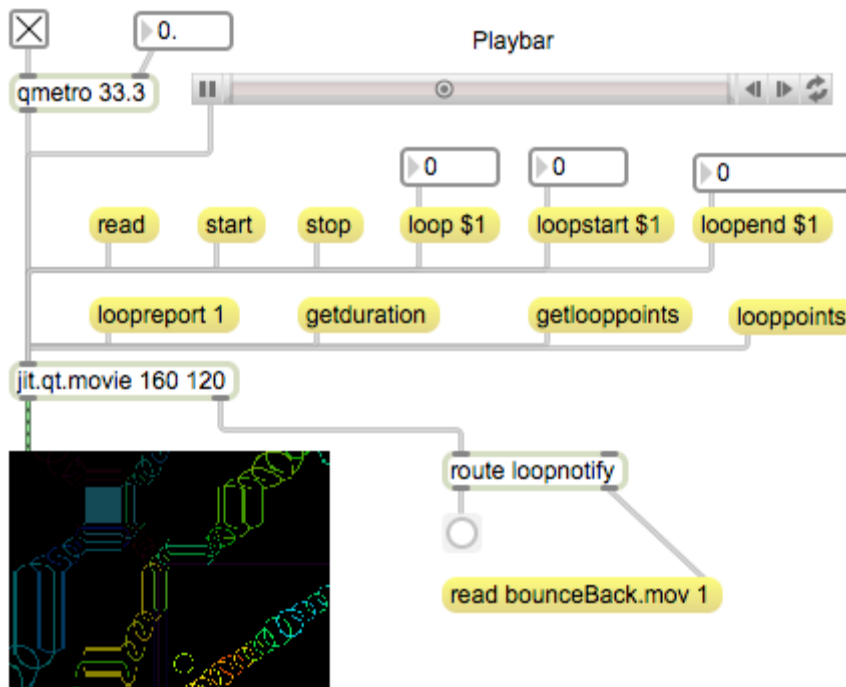 0.
Playbar
qmetro 33.3
0
0
0
read
start
stop
loop $1
loopstart $1
loopend $1
loopreport 1
getduration
getlooppoints
looppoints
jit.qt.movie 160 120
route loopnotify
read bounceBack.mov 1